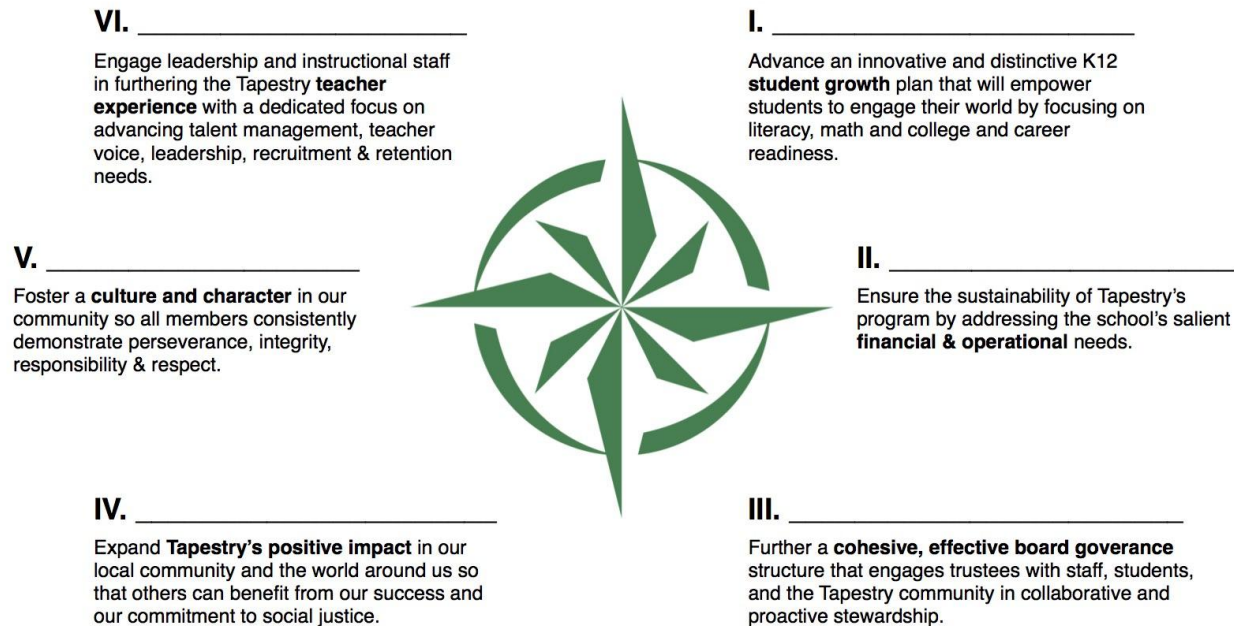 VI. ______________________
Engage leadership and instructional staff
in furthering the Tapestry teacher
experience with a dedicated focus on
advancing talent management, teacher
voice, leadership, recruitment & retention
needs.
I. _________________________
Advance an innovative and distinctive K12
student growth plan that will empower
students to engage their world by focusing on
literacy, math and college and career
readiness.
V. _____________________
Foster a culture and character in our
community so all members consistently
demonstrate perseverance, integrity,
responsibility & respect.
II. _______________________
Ensure the sustainability of Tapestry’s
program by addressing the school’s salient
financial & operational needs.
IV. ________________________
Expand Tapestry’s positive impact in our
local community and the world around us so
that others can benefit from our success and
our commitment to social justice.
III. __________________________
Further a cohesive, effective board goverance
structure that engages trustees with staff, students,
and the Tapestry community in collaborative and
proactive stewardship.